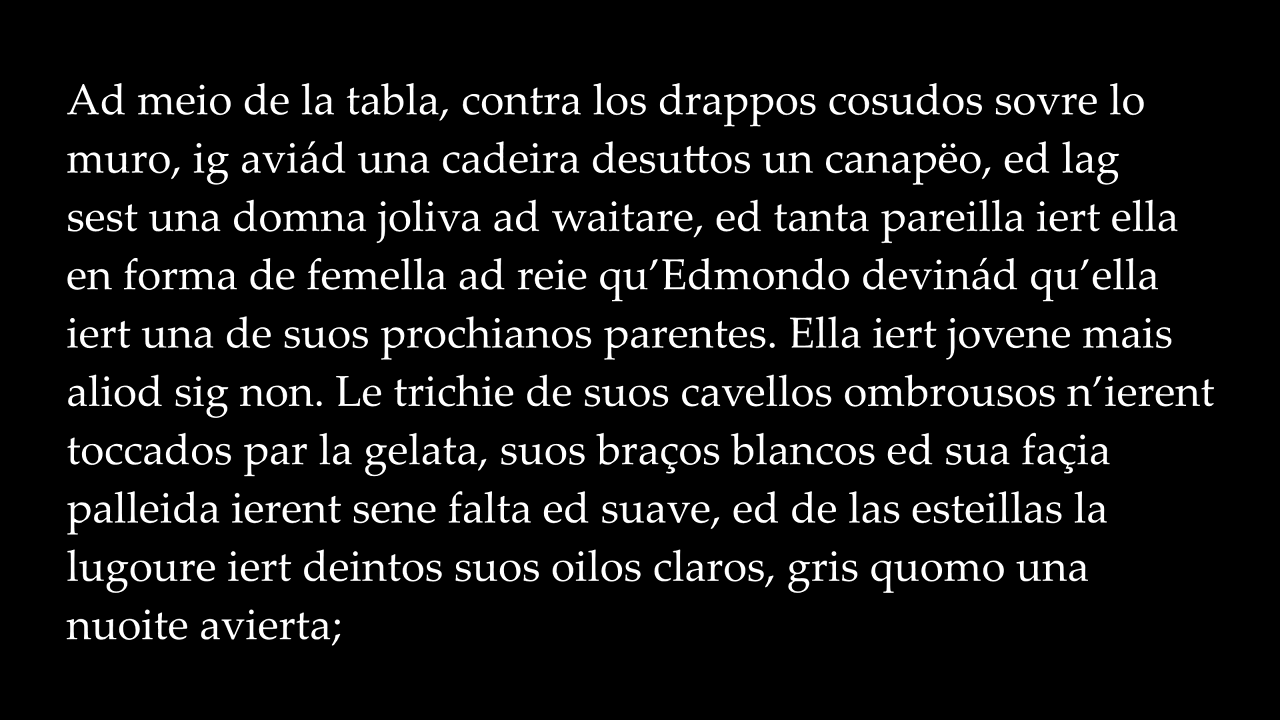 Ad meio de la tabla, contra los drappos cosudos sovre lo
muro, ig aviád una cadeira desuttos un canapëo, ed lag
sest una domna joliva ad waitare, ed tanta pareilla iert ella
en forma de femella ad reie qu’Edmondo devinád qu’ella
iert una de suos prochianos parentes. Ella iert jovene mais
aliod sig non. Le trichie de suos cavellos ombrousos n’ierent
toccados par la gelata, suos braços blancos ed sua façia
palleida ierent sene falta ed suave, ed de las esteillas la
lugoure iert deintos suos oilos claros, gris quomo una
nuoite avierta;